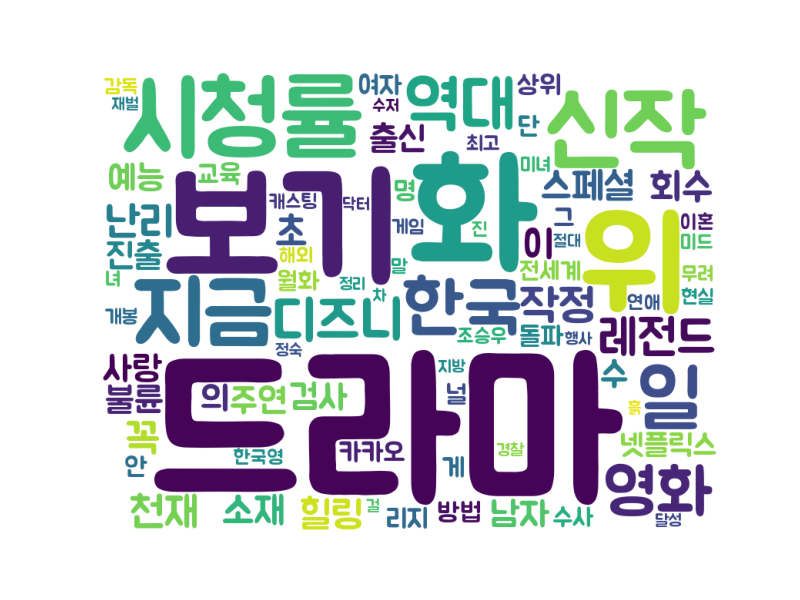 감독
재벌
시청률
여자
수저
출신
역대
상위
단
최고
신작
예능
교육
보기
캐스팅
닥터
명
게임
화
진
미녀
스페셜
회수
그
이
절대
위
이혼
미드
난리
진출
녀
초
해외
월화
정리
말
차
전세계
무려
현실
연애
개봉
지금
디즈니
정숙
한국
작정
조승우
돌파
행사
레전드
사랑
불륜
드라마
지방
널
수
일
흙
의
주연
검사
꼭
안
한국영
카카오
게
경찰
넷플릭스
영화
달성
천재
소재
힐링
걸
리지
방법
남자
수사